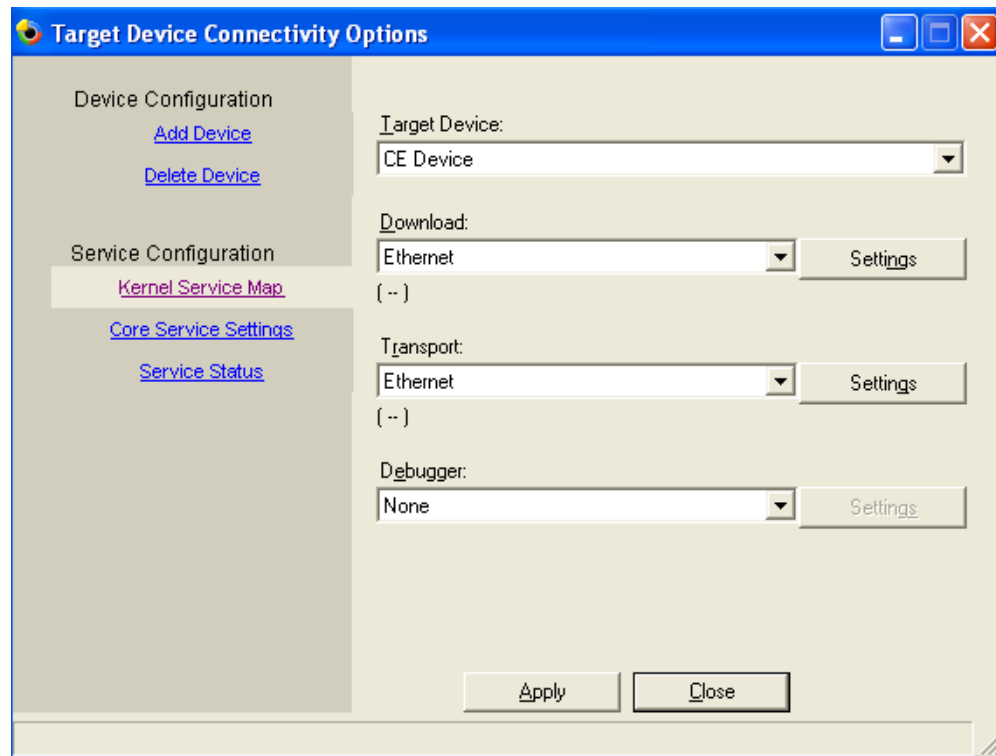 Target Device Connectivity Options
Device Configuration
Add Device
Delete Device
Service Configuration
Kernel Service Map
Core Service Settings
Service Status
Target Device:
CE Device
Download:
Ethernet
Settings
( -- )
Transport:
Ethernet
Settings
( -- )
Debugger:
None
Settings
Apply
Close